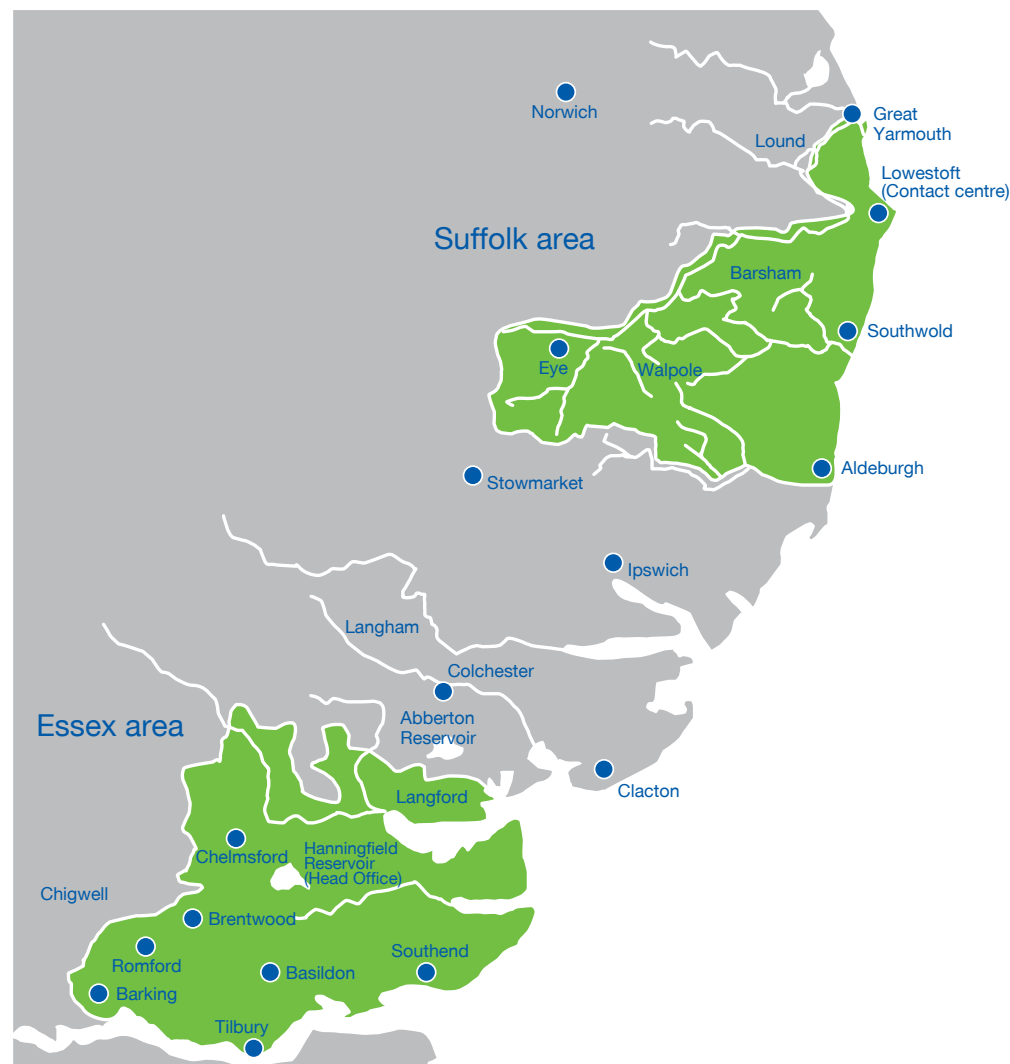 Norwich
Great
Yarmouth
Lound
Lowestoft
(Contact centre)
Suffolk area
Barsham
Southwold
Eye
Walpole
Aldeburgh
Stowmarket
Ipswich
Langham
Colchester
Essex area
Abberton
Reservoir
Clacton
Langford
Chelmsford
Hanningfield
Reservoir
(Head Office)
Chigwell
Brentwood
Southend
Romford
Basildon
Barking
Tilbury